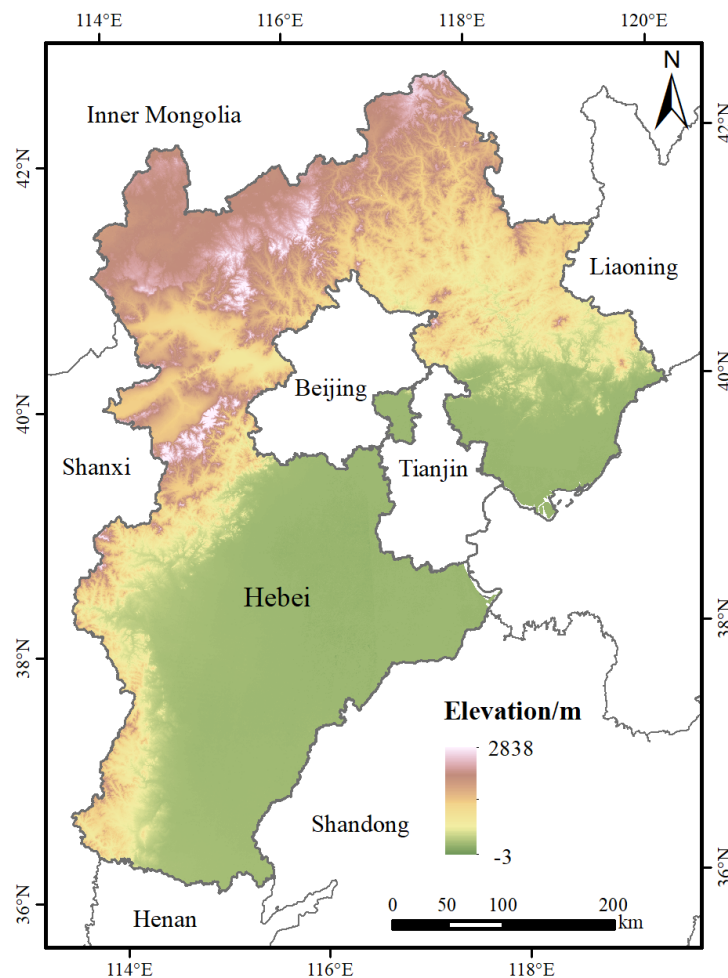 114°E 116°E 118°E 120°E
N
Inner Mongolia
42°N 42°N
Liaoning
40°N
Beijing
40°N
Shanxi Tianjin
Hebei
38°N
38°N
Elevation/m
2838
Shandong
-3
36°N
36°N
Henan
0 50 100 200
km
114°E 116°E 118°E